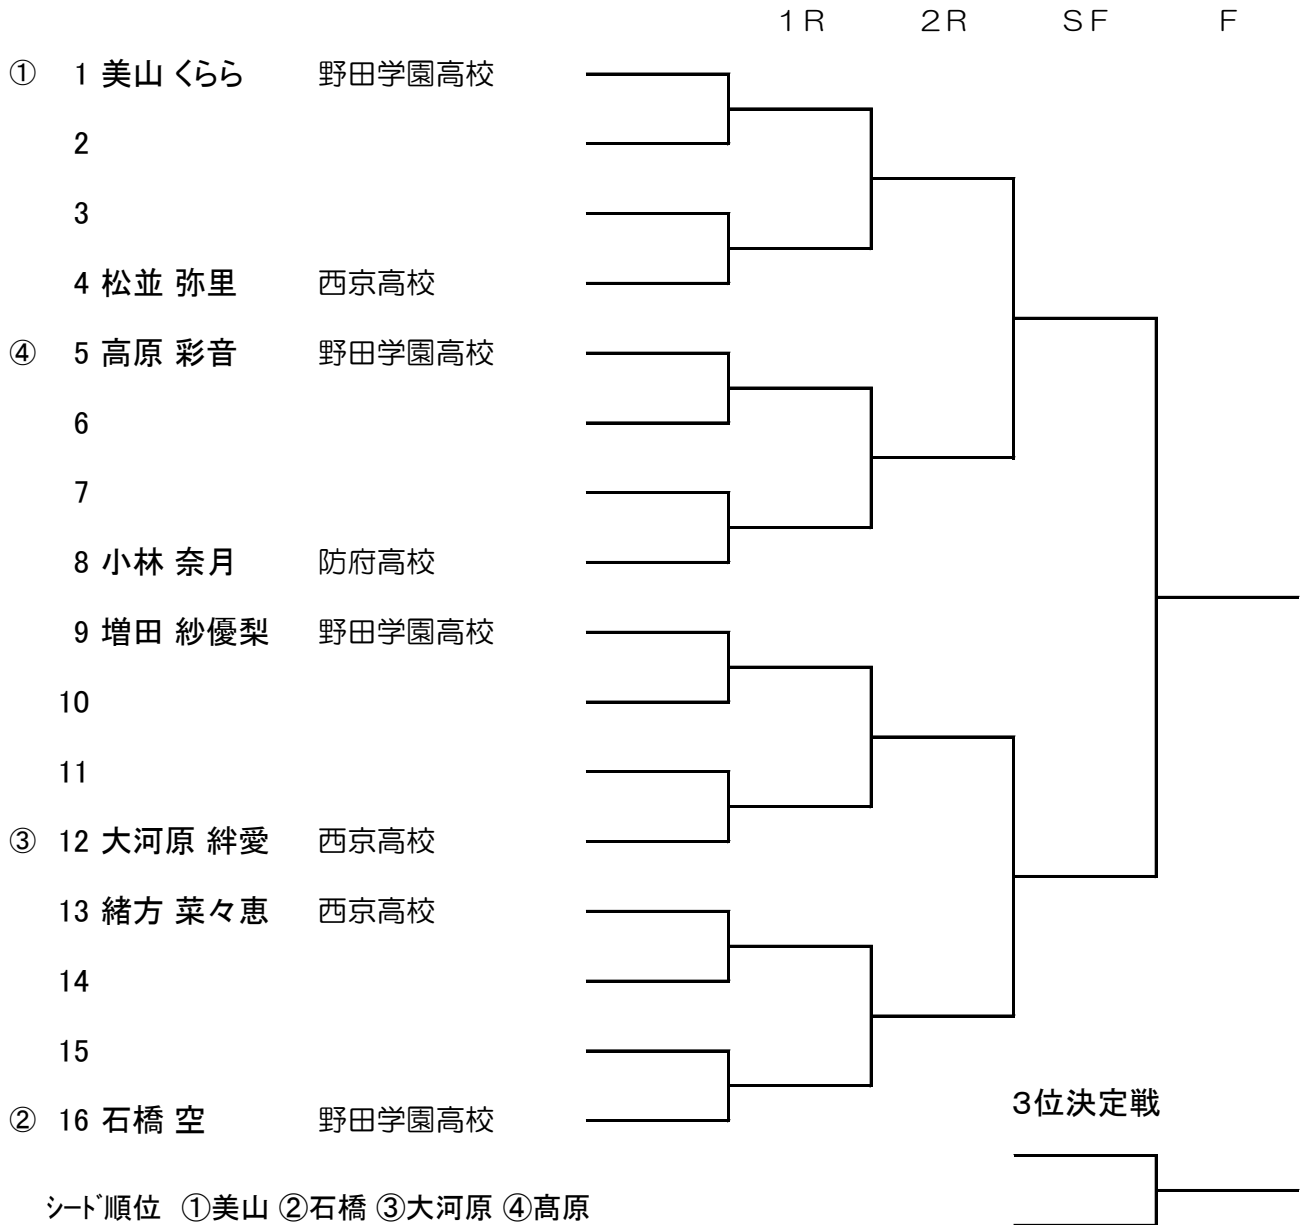 １Ｒ ２Ｒ ＳＦ Ｆ
① 1 美山 くらら 野田学園高校
2
3
4 松並 弥里 西京高校
④ 5 高原 彩音 野田学園高校
6
7
8 小林 奈月 防府高校
9 増田 紗優梨 野田学園高校
10
11
③ 12 大河原 絆愛 西京高校
13 緒方 菜々恵 西京高校
14
15
② 16 石橋 空 野田学園高校
３位決定戦
ｼｰﾄﾞ順位 ①美山 ②石橋 ③大河原 ④髙原